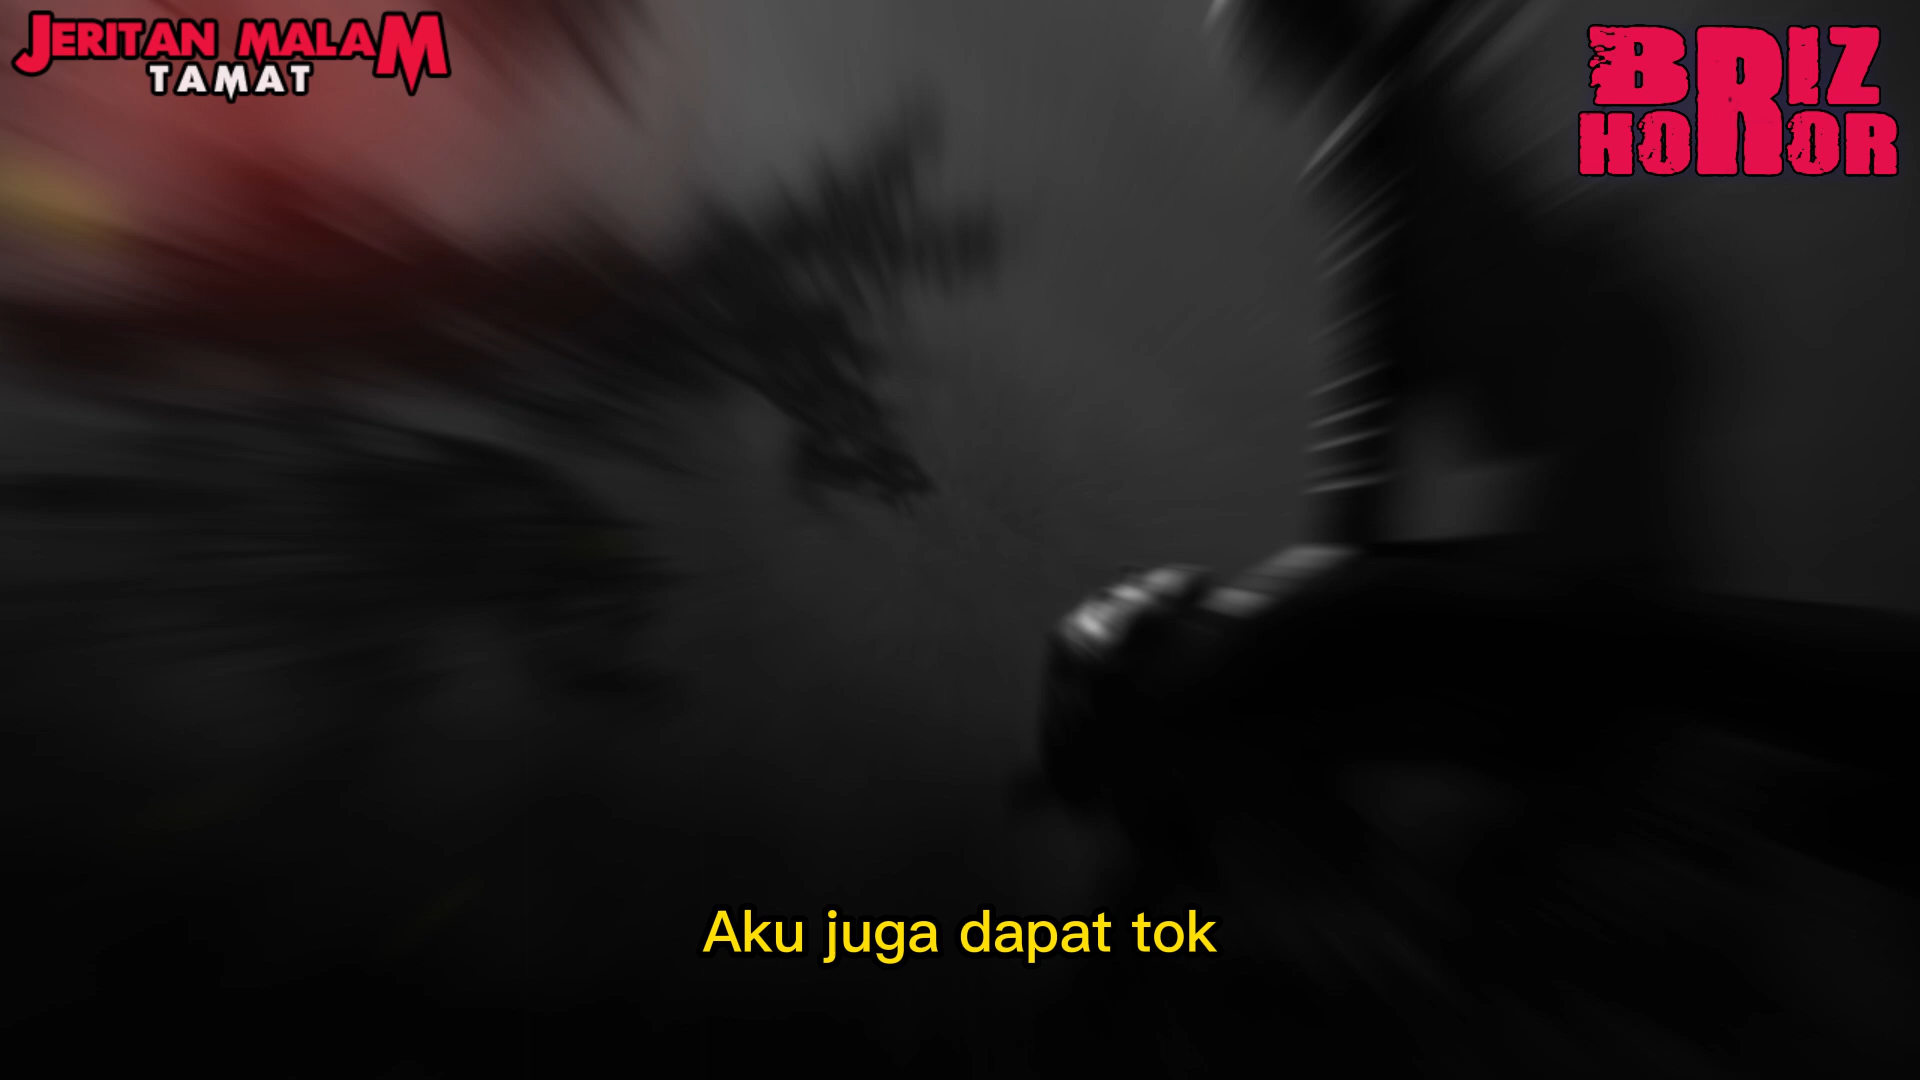 JERITAN MALAM
TAMAT
BRIZ
HORROR
Aku juga dapat tok